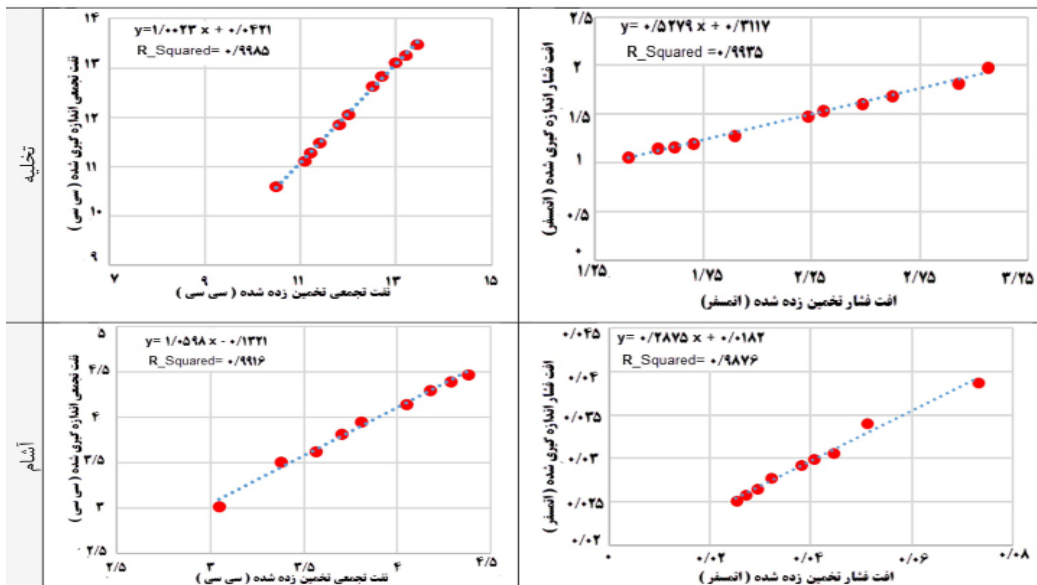 تخلیه
y=۱/۰۰۲۳ x + ۰/۰۴۲۱
R_Squared= ۰/۹۹۸۵
نفت تجمعی اندازه گیری شده ( سی سی )
۱۴
۱۳
۱۲
۱۱
۱۰
۹
۷
۹
۱۱
۱۳
۱۵
نفت تجمعی تخمین زده شده ( سی سی )
y= ۰/۵۲۷۹ x + ۰/۳۱۱۷
R_Squared =۰/۹۹۳۵
افت فشار اندازه گیری شده ( اتمسفر)
۲/۵
۲
۱/۵
۱
۰/۵
۰
۱/۲۵
۱/۷۵
۲/۲۵
۲/۷۵
۳/۲۵
افت فشار تخمین زده شده ( اتمسفر)
آشام
y= ۱/۰۵۹۸ x - ۰/۱۳۲۱
R_Squared= ۰/۹۹۱۶
نفت تجمعی اندازه گیری شده ( سی سی )
۵
۴/۵
۴
۳/۵
۳
۲/۵
۲/۵
۳
۳/۵
۴
۴/۵
نفت تجمعی تخمین زده شده ( سی سی )
y= ۰/۲۸۷۵ x + ۰/۰۱۸۲
R_Squared= ۰/۹۸۷۶
افت فشار اندازه گیری شده ( اتمسفر )
۰/۰۴۵
۰/۰۴
۰/۰۳۵
۰/۰۳
۰/۰۲۵
۰/۰۲
۰
۰/۰۲
۰/۰۴
۰/۰۶
۰/۰۸
افت فشار تخمین زده شده ( اتمسفر )